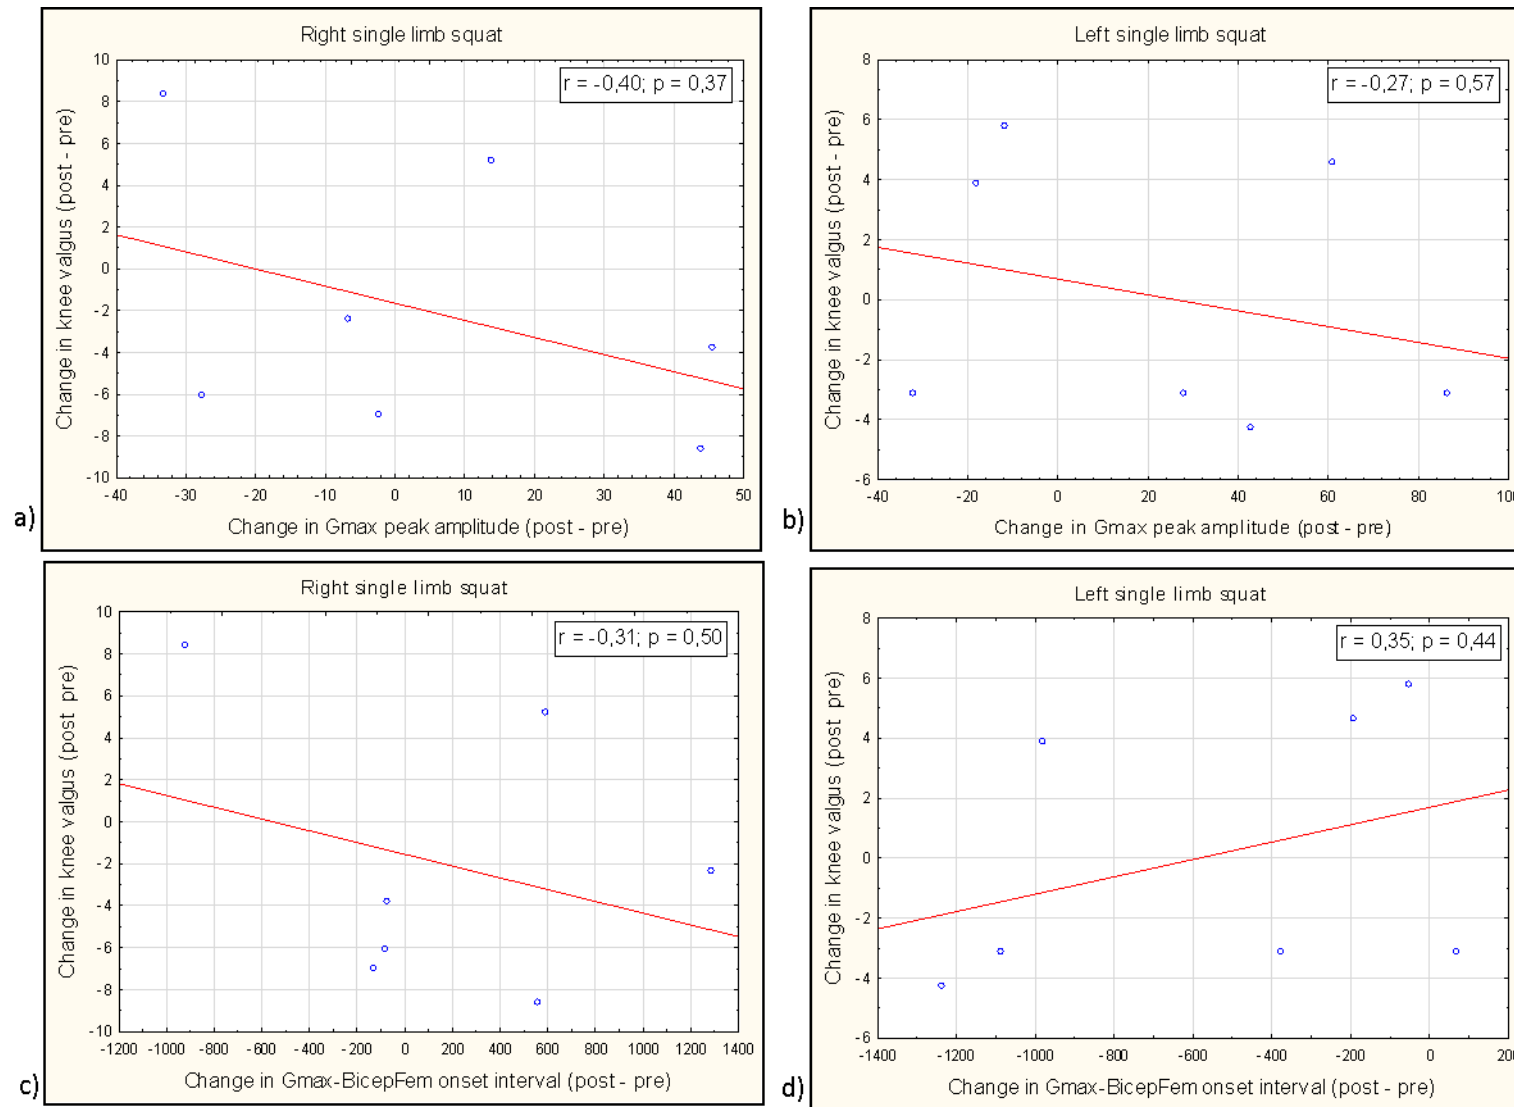 Right single limb squat
r = -0,40; p = 0,37
Change in knee valgus (post - pre)
10
8
6
4
2
0
-2
-4
-6
-8
-10
-40 -30 -20 -10 0 10 20 30 40 50
a)
Change in Gmax peak amplitude (post - pre)
Left single limb squat
r = -0,27; p = 0,57
Change in knee valgus (post - pre)
8
6
4
2
0
-2
-4
-6
-40 -20 0 20 40 60 80 100
b)
Change in Gmax peak amplitude (post - pre)
Right single limb squat
r = -0,31; p = 0,50
Change in knee valgus (post pre)
10
8
6
4
2
0
-2
-4
-6
-8
-10
-1200 -1000 -800 -600 -400 -200 0 200 400 600 800 1000 1200 1400
c)
Change in Gmax-BicepFem onset interval (post - pre)
Left single limb squat
r = 0,35; p = 0,44
Change in knee valgus (post pre)
8
6
4
2
0
-2
-4
-6
-1400 -1200 -1000 -800 -600 -400 -200 0 200
d)
Change in Gmax-BicepFem onset interval (post - pre)